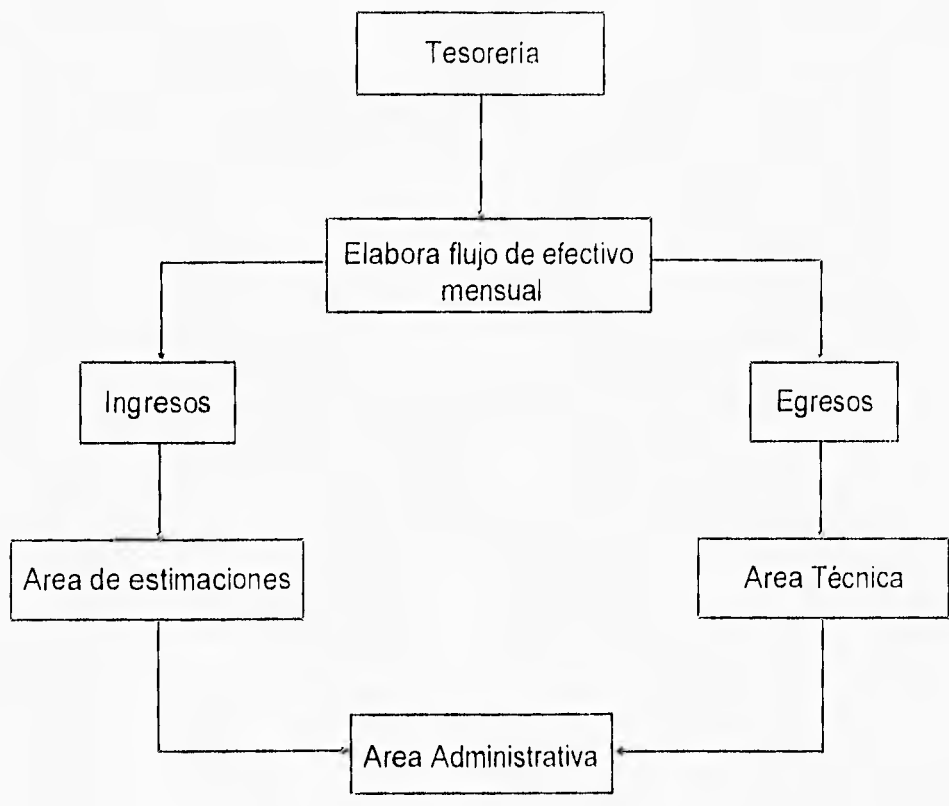 Tesoreria
Elabora flujo de efectivo
mensual
Ingresos
Egresos
Area de estimaciones
Area Técnica
Area Administrativa